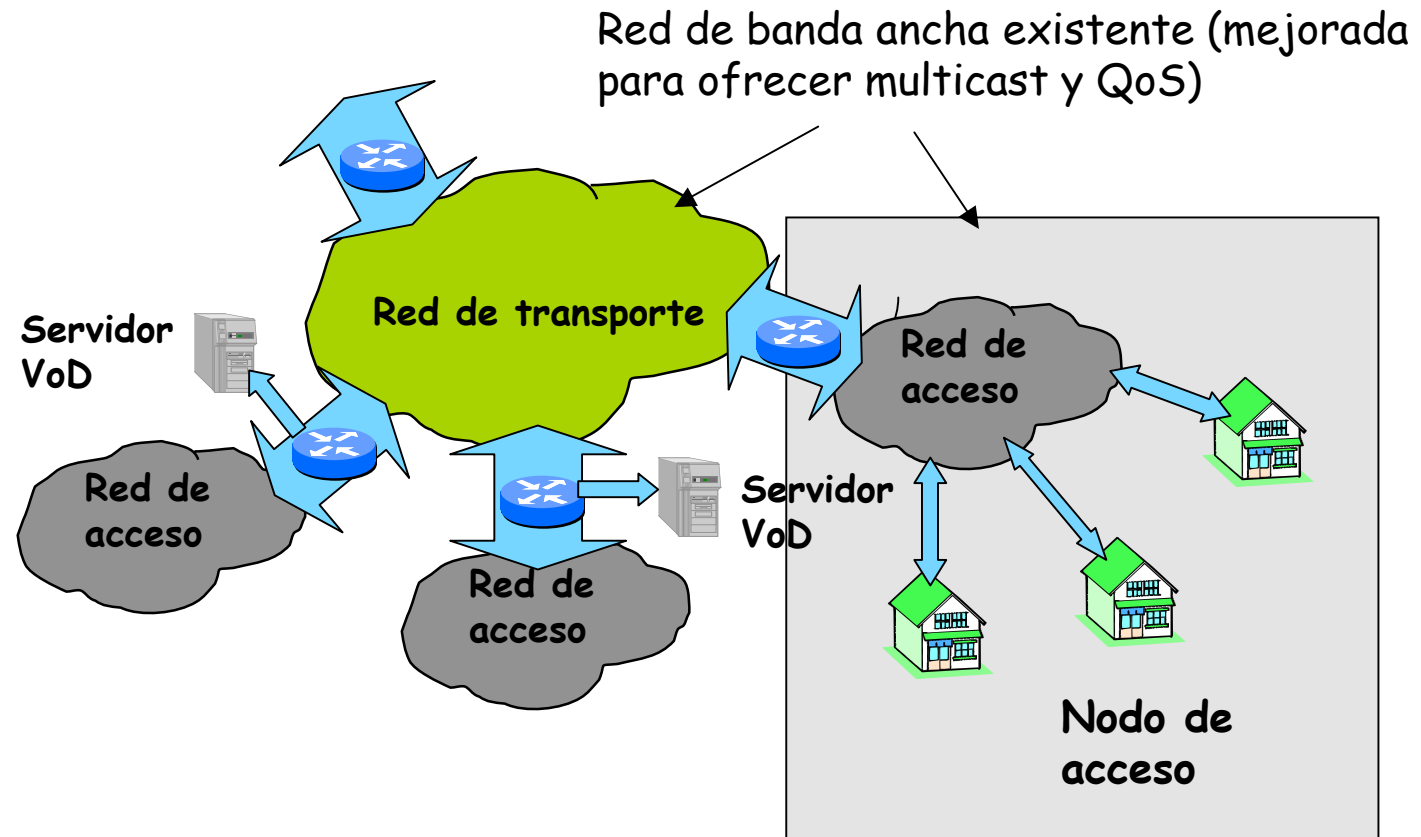 Red de banda ancha existente (mejorada
para ofrecer multicast y QoS)
Red de transporte
Servidor
VoD
Red de
acceso
Red de
acceso
Servidor
VoD
Red de
acceso
Nodo de
acceso